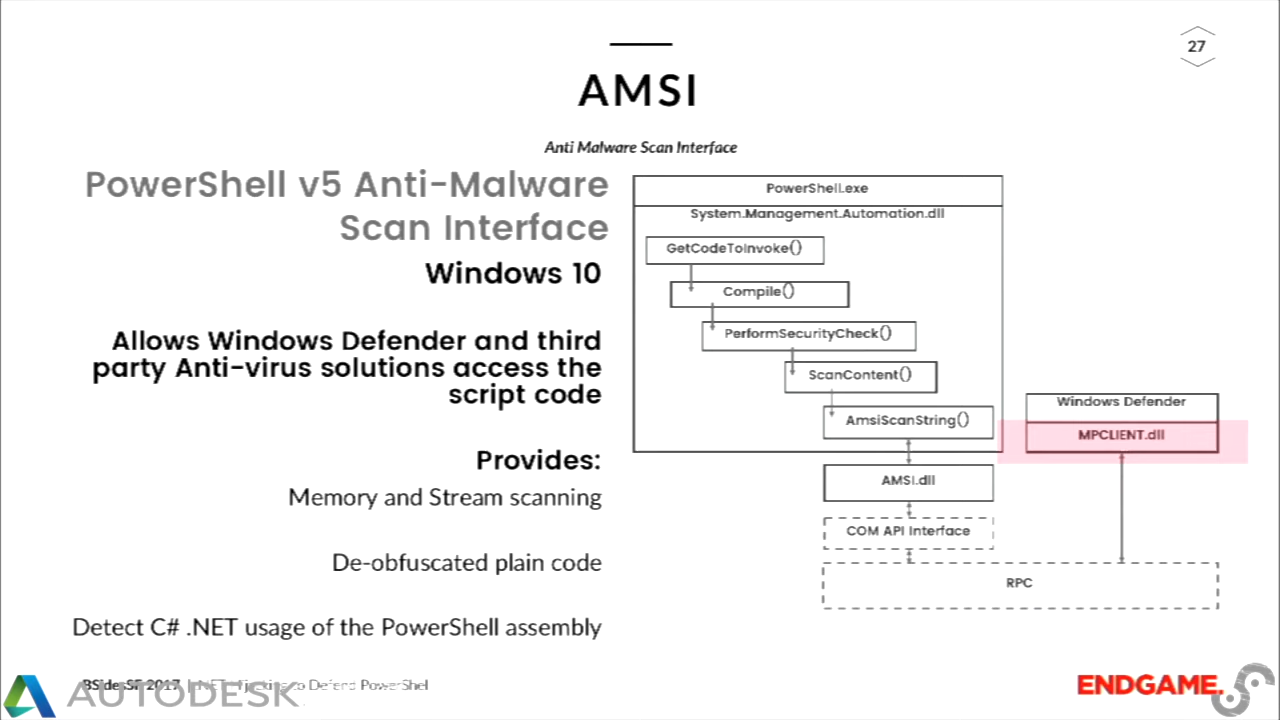 27
AMSI
Anti Malware Scan Interface
PowerShell v5 Anti-Malware
Scan Interface
Windows 10
Allows Windows Defender and third
party Anti-virus solutions access the
script code
Provides:
Memory and Stream scanning
De-obfuscated plain code
Detect C# .NET usage of the PowerShell assembly
PowerShell.exe
System.Management.Automation.dll
GetCodeToInvoke()
Compile()
PerformSecurityCheck()
ScanContent()
AmsiScanString()
AMSI.dll
COM API Interface
RPC
Windows Defender
MPCLIENT.dll
BSidesSF 2017 | to Defend PowerShel
AUTODESK.
ENDGAME.